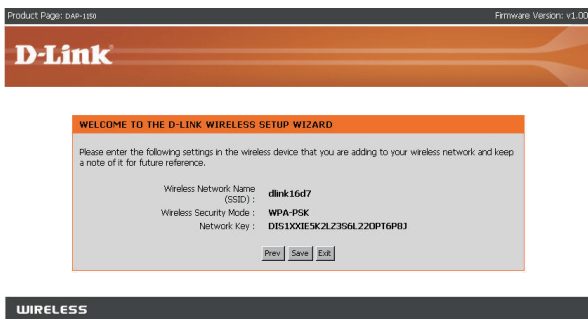 Product Page: DAP-1150 Firmware Version: v1.00
D-Link
WELCOME TO THE D-LINK WIRELESS SETUP WIZARD
Please enter the following settings in the wireless device that you are adding to your wireless network and keep
a note of it for future reference.
Wireless Network Name
(SSID) : dlink16d7
Wireless Security Mode : WPA-PSK
Network Key : DIS1XXIE5K2LZ3S6L22OPT6P8J
Prev Save Exit
WIRELESS